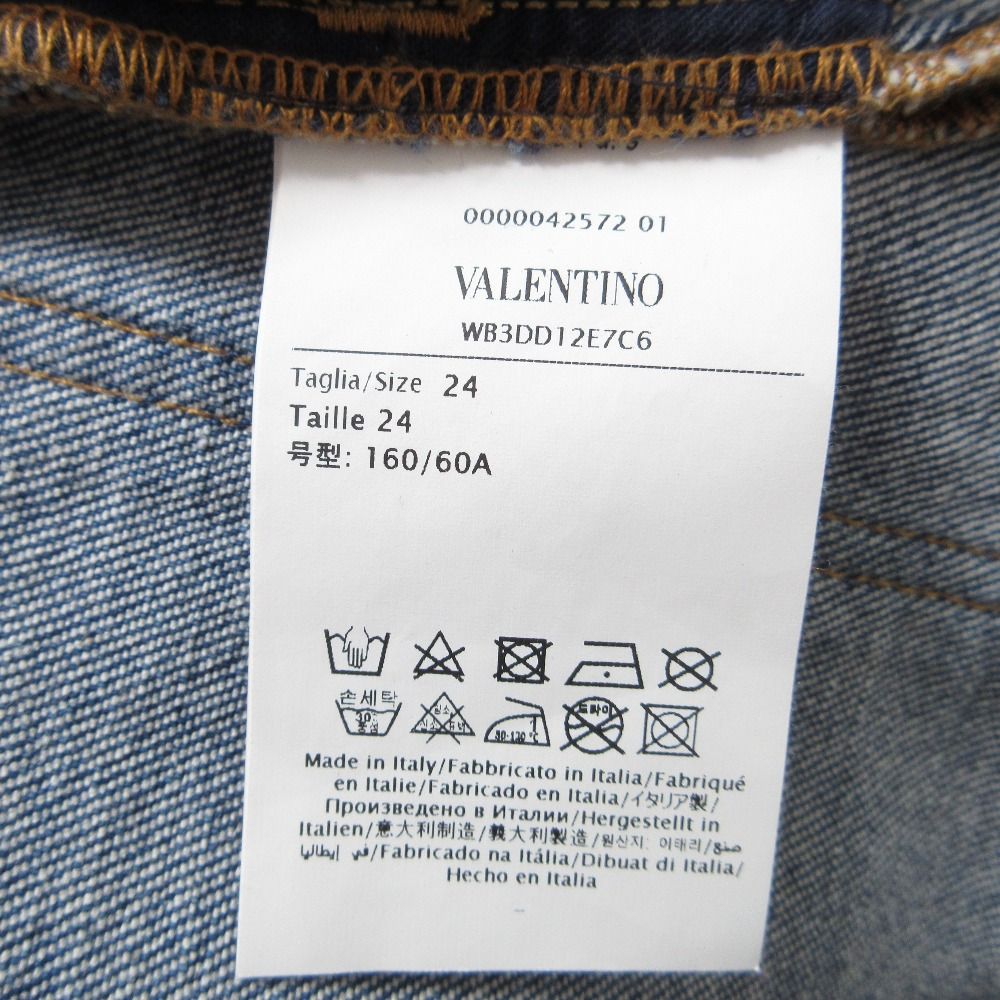 0000042572 01
VALENTINO
WB3DD12E7C6
Taglia/Size 24
Taille 24
号型: 160/60A
손세탁
드라이
80-120°C
Made in Italy/Fabbricato in Italia/Fabriqué
en Italie/Fabricado en Italia/イタリア製/
Произведено в Италии/Hergestellt in
Italien/意大利制造/義大利製造/원산지: 이태리/صنع
في إيطاليا/Fabricado na Itália/Dibuat di Italia/
Hecho en Italia